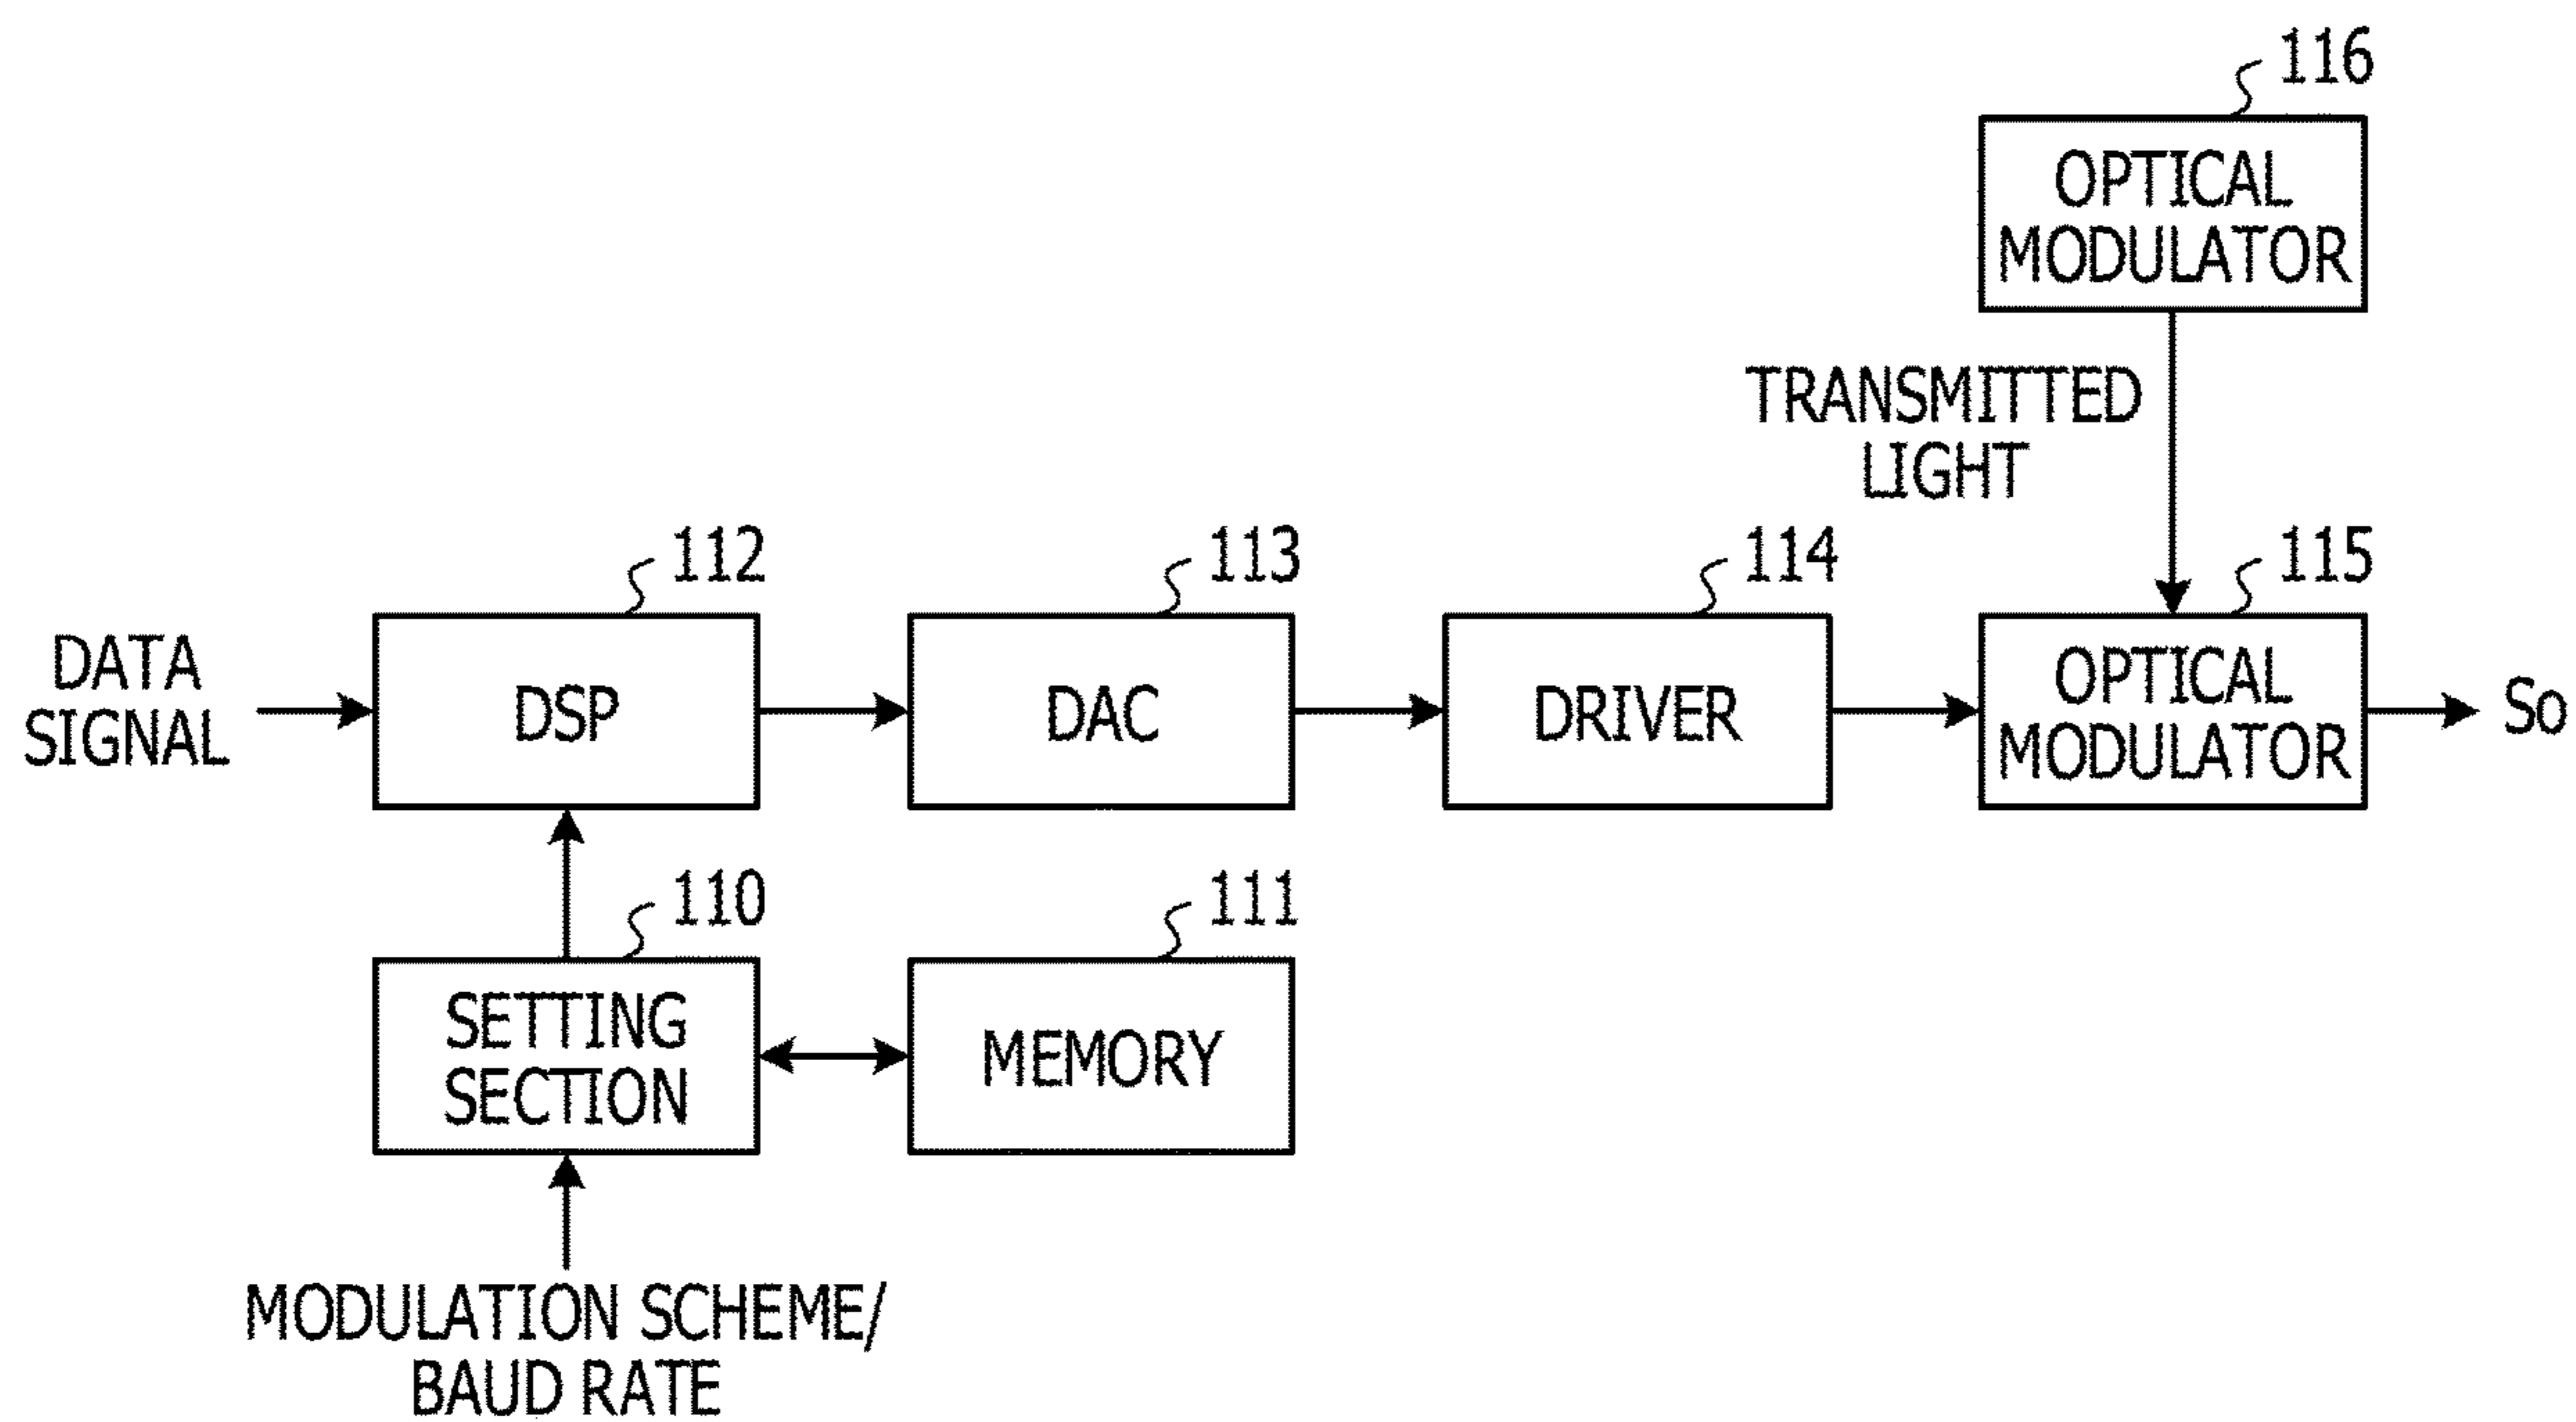 116
OPTICAL
MODULATOR
TRANSMITTED
LIGHT
112
113
114
115
DATA
SIGNAL
DSP
DAC
DRIVER
OPTICAL
MODULATOR
So
110
111
SETTING
SECTION
MEMORY
MODULATION SCHEME/
BAUD RATE